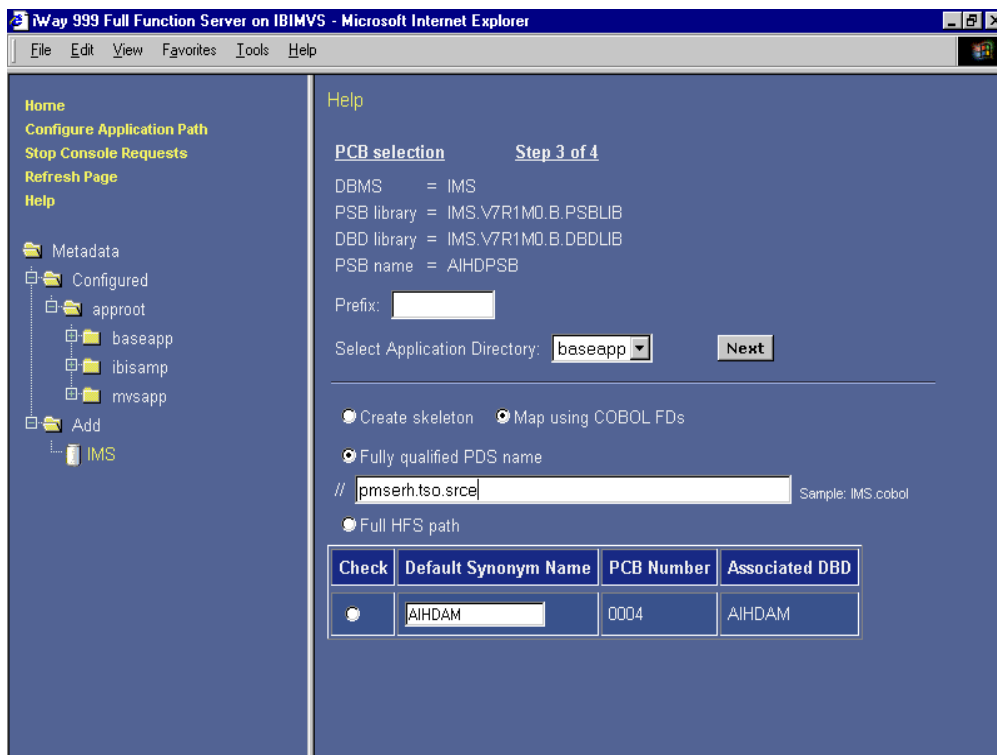 iWay 999 Full Function Server on IBIMVS - Microsoft Internet Explorer
File Edit View Favorites Tools Help
Home
Configure Application Path
Stop Console Requests
Refresh Page
Help
Metadata
Configured
approot
baseapp
ibisamp
mvsapp
Add
IMS
Help
PCB selection Step 3 of 4
DBMS = IMS
PSB library = IMS.V7R1M0.B.PSBLIB
DBD library = IMS.V7R1M0.B.DBDLIB
PSB name = AIHDPSB
Prefix:
Select Application Directory: baseapp Next
Create skeleton Map using COBOL FDs
Fully qualified PDS name
// pmserh.tso.srce Sample: IMS.cobol
Full HFS path
Check Default Synonym Name PCB Number Associated DBD
AIHDAM 0004 AIHDAM